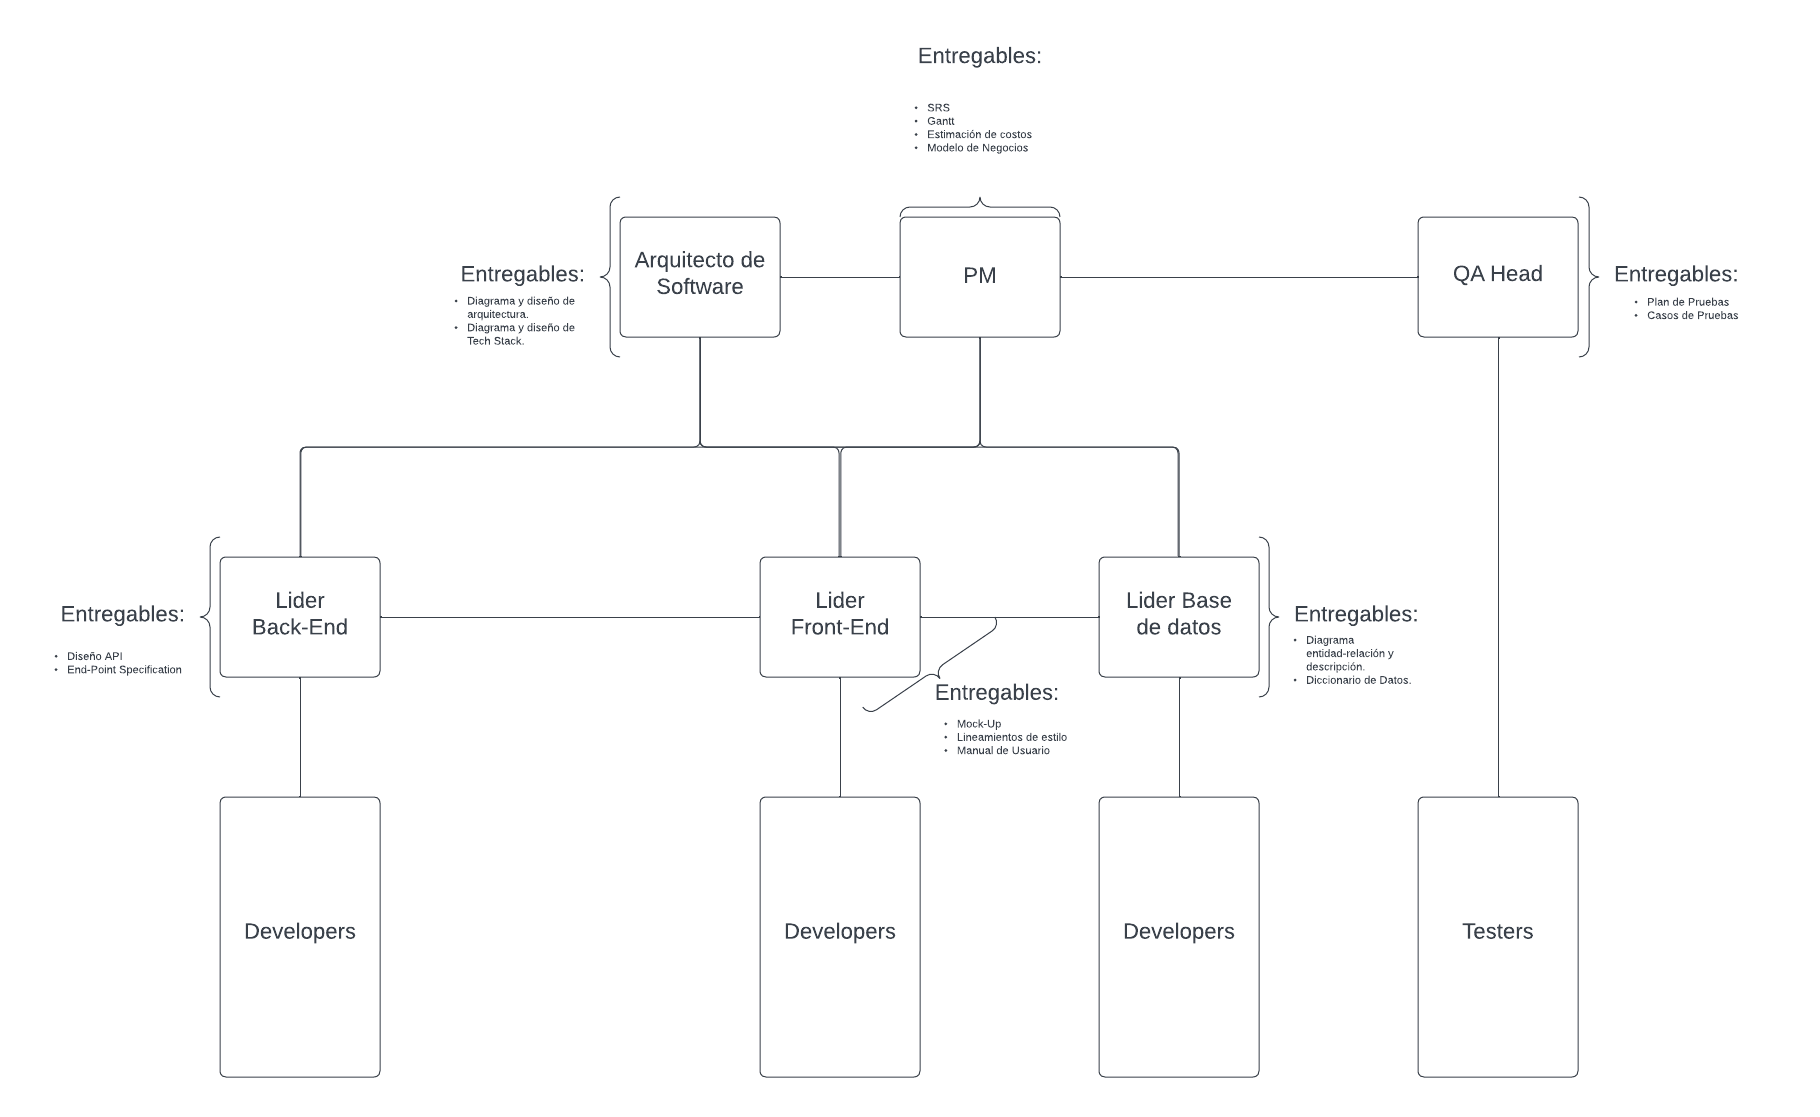 Entregables:
• SRS
• Gantt
• Estimación de costos
• Modelo de Negocios
Entregables:
• Diagrama y diseño de
arquitectura.
• Diagrama y diseño de
Tech Stack.
Arquitecto de
Software
PM
QA Head
Entregables:
• Plan de Pruebas
• Casos de Pruebas
Entregables:
• Diseño API
• End-Point Specification
Lider
Back-End
Lider
Front-End
Lider Base
de datos
Entregables:
• Diagrama
entidad-relación y
descripción.
• Diccionario de Datos.
Entregables:
• Mock-Up
• Lineamientos de estilo
• Manual de Usuario
Developers
Developers
Developers
Testers